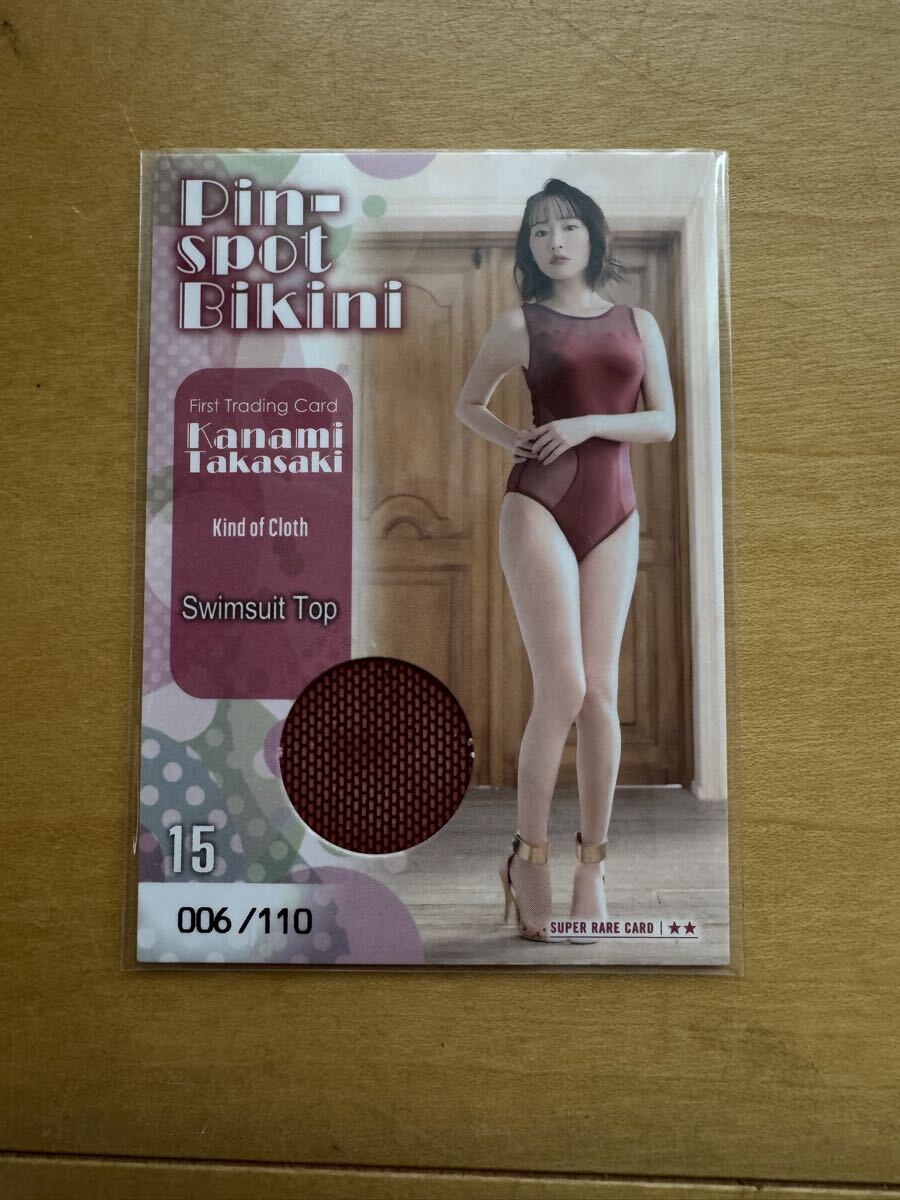 Pin-
spot
Bikini
First Trading Card
Kanami
Takasaki
Kind of Cloth
Swimsuit Top
15
006/110
SUPER RARE CARD | ★★